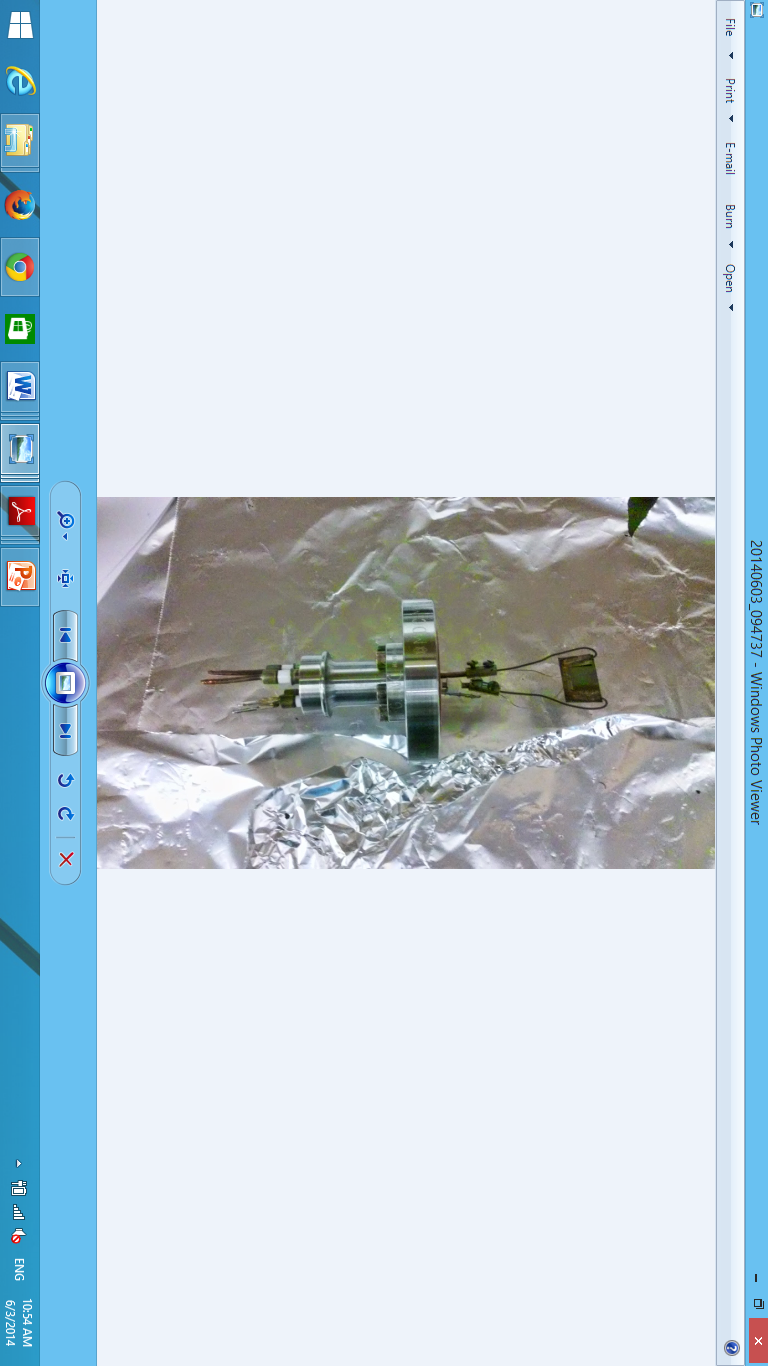 20140603_094737 - Windows Photo Viewer
File Print E-mail Burn Open
ENG
10:54 AM
6/3/2014